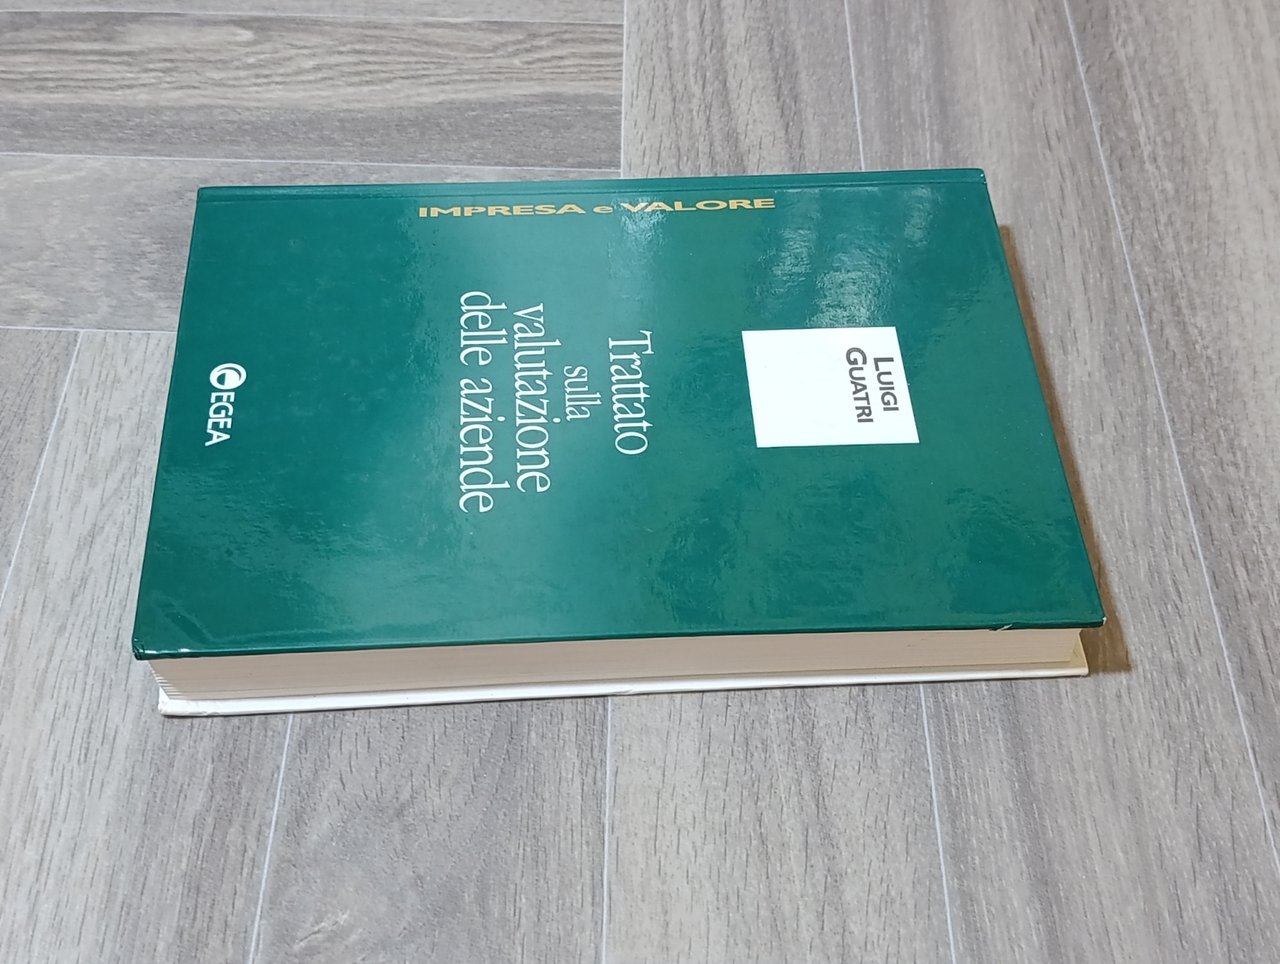 IMPRESA e VALORE
LUIGI
GUATRI
Trattato
sulla
valutazione
delle aziende
EGEA